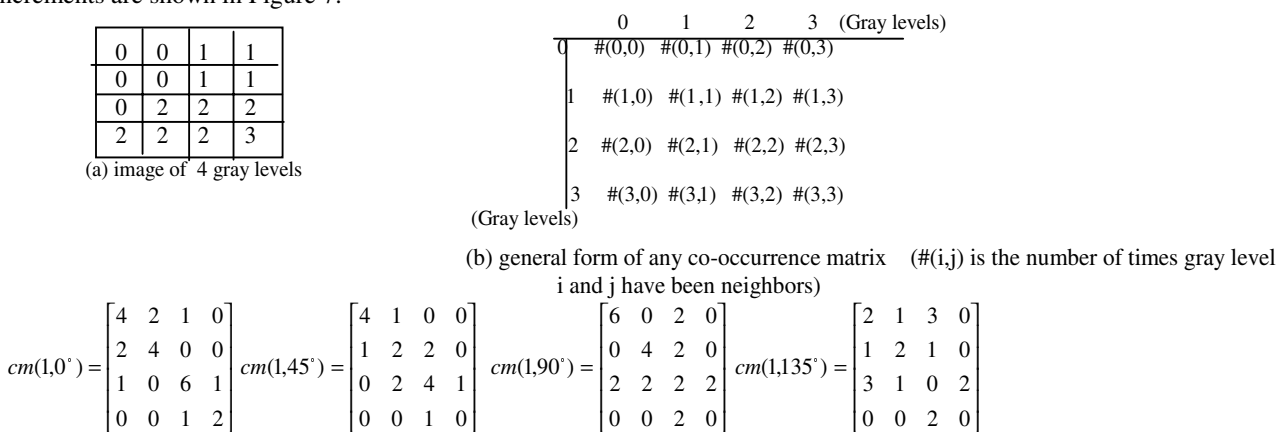 increments are shown in Figure 7.
0 0 1 1
0 0 1 1
0 2 2 2
2 2 2 3
(a) image of 4 gray levels
0 1 2 3 (Gray levels)
0 #(0,0) #(0,1) #(0,2) #(0,3)
1 #(1,0) #(1,1) #(1,2) #(1,3)
2 #(2,0) #(2,1) #(2,2) #(2,3)
3 #(3,0) #(3,1) #(3,2) #(3,3)
(Gray levels)
(b) general form of any co-occurrence matrix (#(i,j) is the number of times gray level
i and j have been neighbors)
4 2 1 0 4 1 0 0 6 0 2 0 2 1 3 0
2 4 0 0 1 2 2 0 0 4 2 0 1 2 1 0
cm(1,0°) = cm(1,45°) = cm(1,90°) = cm(1,135°) =
1 0 6 1 0 2 4 1 2 2 2 2 3 1 0 2
0 0 1 2 0 0 1 0 0 0 2 0 0 0 2 0